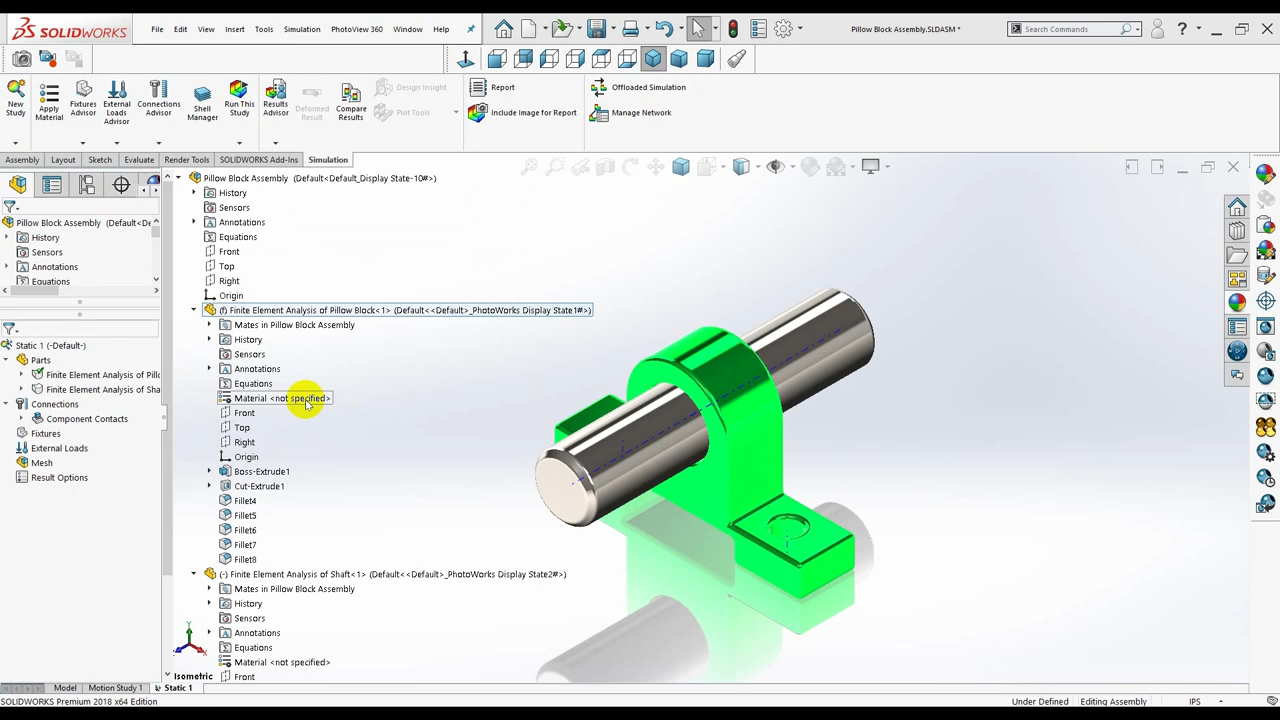 SOLIDWORKS
File Edit View Insert Tools Simulation PhotoView 360 Window Help
Pillow Block Assembly.SLDASM *
Search Commands
New Study
Apply Material
Fixtures Advisor
External Loads Advisor
Connections Advisor
Shell Manager
Run This Study
Results Advisor
Deformed Result
Compare Results
Design Insight
Plot Tools
Report
Include Image for Report
Offloaded Simulation
Manage Network
Assembly Layout Sketch Evaluate Render Tools SOLIDWORKS Add-Ins Simulation
Pillow Block Assembly (Default<De
History
Sensors
Annotations
Equations
Static 1 (-Default-)
Parts
Finite Element Analysis of Pillo
Finite Element Analysis of Sha
Connections
Component Contacts
Fixtures
External Loads
Mesh
Result Options
Pillow Block Assembly (Default<Default_Display State-10#>)
History
Sensors
Annotations
Equations
Front
Top
Right
Origin
(f) Finite Element Analysis of Pillow Block<1> (Default<<Default>_PhotoWorks Display State1#>)
Mates in Pillow Block Assembly
History
Sensors
Annotations
Equations
Material <not specified>
Front
Top
Right
Origin
Boss-Extrude1
Cut-Extrude1
Fillet4
Fillet5
Fillet6
Fillet7
Fillet8
(-) Finite Element Analysis of Shaft<1> (Default<<Default>_PhotoWorks Display State2#>)
Mates in Pillow Block Assembly
History
Sensors
Annotations
Equations
Material <not specified>
Front
Isometric
Model Motion Study 1 Static 1
SOLIDWORKS Premium 2018 x64 Edition
Under Defined Editing Assembly IPS